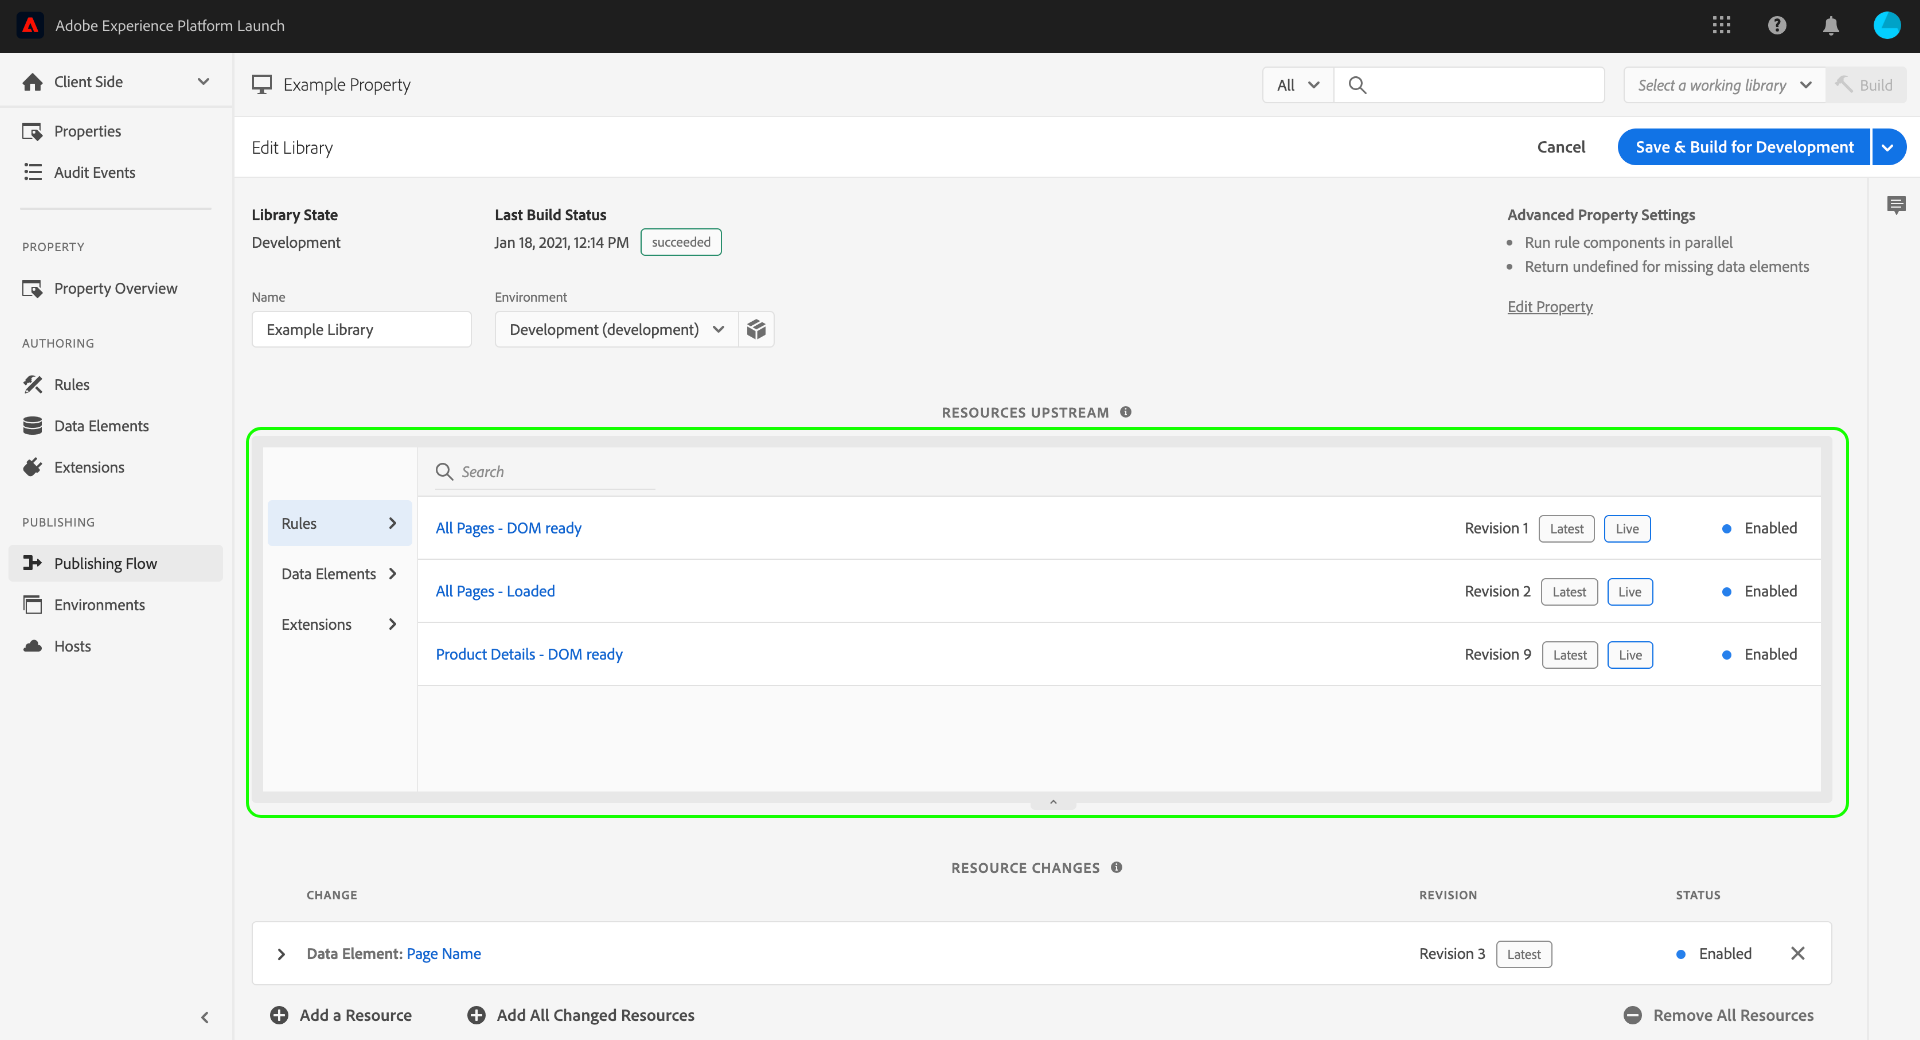 Adobe Experience Platform Launch
Client Side
Properties
Audit Events
PROPERTY
Property Overview
AUTHORING
Rules
Data Elements
Extensions
PUBLISHING
Publishing Flow
Environments
Hosts
Example Property
All
Select a working library
Build
Edit Library
Cancel
Save & Build for Development
Library State
Development
Last Build Status
Jan 18, 2021, 12:14 PM succeeded
Advanced Property Settings
Run rule components in parallel
Return undefined for missing data elements
Edit Property
Name
Example Library
Environment
Development (development)
RESOURCES UPSTREAM
Rules
Data Elements
Extensions
Search
All Pages - DOM ready Revision 1 Latest Live Enabled
All Pages - Loaded Revision 2 Latest Live Enabled
Product Details - DOM ready Revision 9 Latest Live Enabled
RESOURCE CHANGES
CHANGE REVISION STATUS
Data Element: Page Name Revision 3 Latest Enabled
Add a Resource Add All Changed Resources Remove All Resources